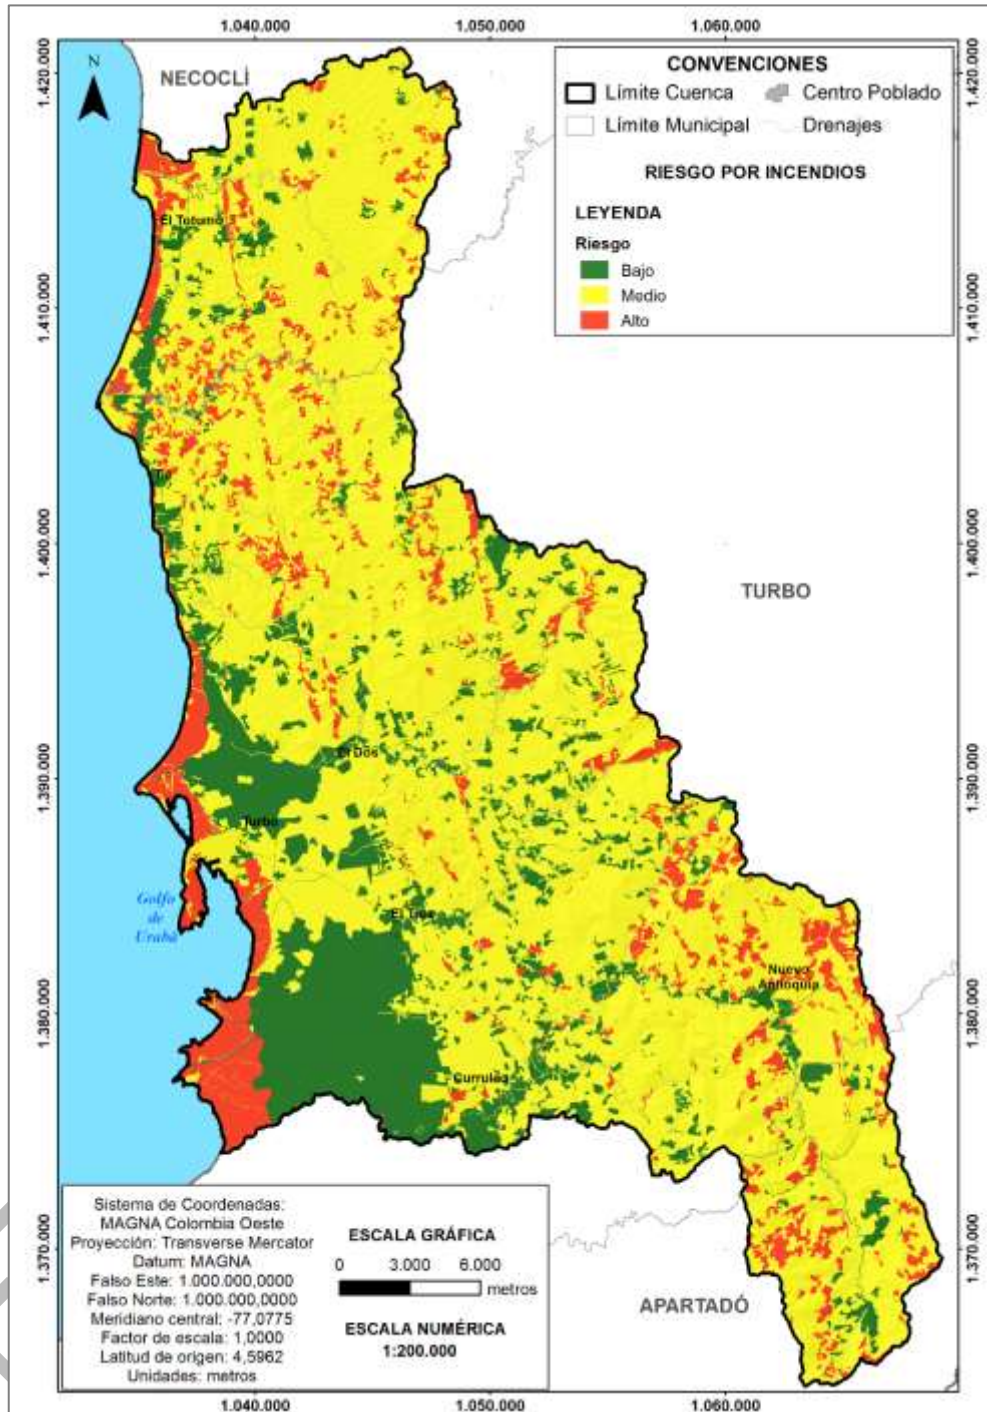 1.040.000 1.050.000 1.060.000
1.420.000
1.420.000
N
NECOCLÍ
CONVENCIONES
Límite Cuenca
Centro Poblado
Límite Municipal
Drenajes
RIESGO POR INCENDIOS
LEYENDA
Riesgo
Bajo
Medio
Alto
El Totumo
1.410.000
1.410.000
Tie
1.400.000
1.400.000
TURBO
El Dos
1.390.000
1.390.000
Turbo
Golfo
de
Urabá
El Tres
Nuevo
Antioquia
1.380.000
1.380.000
Currulao
Sistema de Coordenadas:
MAGNA Colombia Oeste
Proyección: Transverse Mercator
Datum: MAGNA
Falso Este: 1.000.000,0000
Falso Norte: 1.000.000,0000
Meridiano central: -77,0775
Factor de escala: 1,0000
Latitud de origen: 4,5962
Unidades: metros
ESCALA GRÁFICA
0 3.000 6.000
metros
ESCALA NUMÉRICA
1:200.000
1.370.000
1.370.000
APARTADÓ
1.040.000 1.050.000 1.060.000